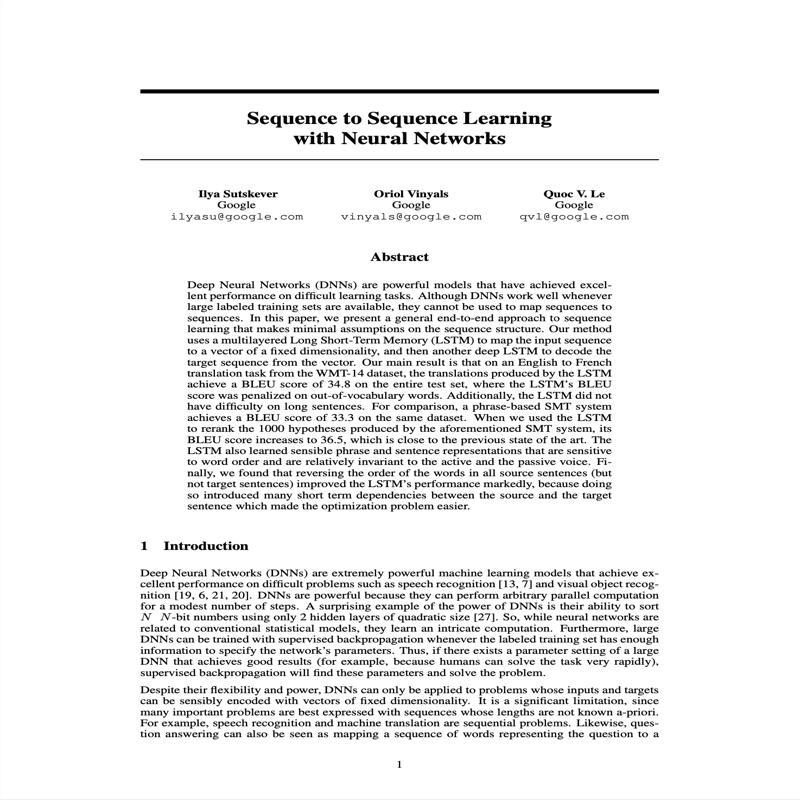 Sequence to Sequence Learning
with Neural Networks
Ilya Sutskever
Google
ilyasu@google.com
Oriol Vinyals
Google
vinyals@google.com
Quoc V. Le
Google
qvl@google.com
Abstract
Deep Neural Networks (DNNs) are powerful models that have achieved excel-
lent performance on difficult learning tasks. Although DNNs work well whenever
large labeled training sets are available, they cannot be used to map sequences to
sequences. In this paper, we present a general end-to-end approach to sequence
learning that makes minimal assumptions on the sequence structure. Our method
uses a multilayered Long Short-Term Memory (LSTM) to map the input sequence
to a vector of a fixed dimensionality, and then another deep LSTM to decode the
target sequence from the vector. Our main result is that on an English to French
translation task from the WMT-14 dataset, the translations produced by the LSTM
achieve a BLEU score of 34.8 on the entire test set, where the LSTM's BLEU
score was penalized on out-of-vocabulary words. Additionally, the LSTM did not
have difficulty on long sentences. For comparison, a phrase-based SMT system
achieves a BLEU score of 33.3 on the same dataset. When we used the LSTM
to rerank the 1000 hypotheses produced by the aforementioned SMT system, its
BLEU score increases to 36.5, which is close to the previous state of the art. The
LSTM also learned sensible phrase and sentence representations that are sensitive
to word order and are relatively invariant to the active and the passive voice. Fi-
nally, we found that reversing the order of the words in all source sentences (but
not target sentences) improved the LSTM's performance markedly, because doing
so introduced many short term dependencies between the source and the target
sentence which made the optimization problem easier.
1 Introduction
Deep Neural Networks (DNNs) are extremely powerful machine learning models that achieve ex-
cellent performance on difficult problems such as speech recognition [13, 7] and visual object recog-
nition [19, 6, 21, 20]. DNNs are powerful because they can perform arbitrary parallel computation
for a modest number of steps. A surprising example of the power of DNNs is their ability to sort
N N-bit numbers using only 2 hidden layers of quadratic size [27]. So, while neural networks are
related to conventional statistical models, they learn an intricate computation. Furthermore, large
DNNs can be trained with supervised backpropagation whenever the labeled training set has enough
information to specify the network's parameters. Thus, if there exists a parameter setting of a large
DNN that achieves good results (for example, because humans can solve the task very rapidly),
supervised backpropagation will find these parameters and solve the problem.
Despite their flexibility and power, DNNs can only be applied to problems whose inputs and targets
can be sensibly encoded with vectors of fixed dimensionality. It is a significant limitation, since
many important problems are best expressed with sequences whose lengths are not known a-priori.
For example, speech recognition and machine translation are sequential problems. Likewise, ques-
tion answering can also be seen as mapping a sequence of words representing the question to a
1